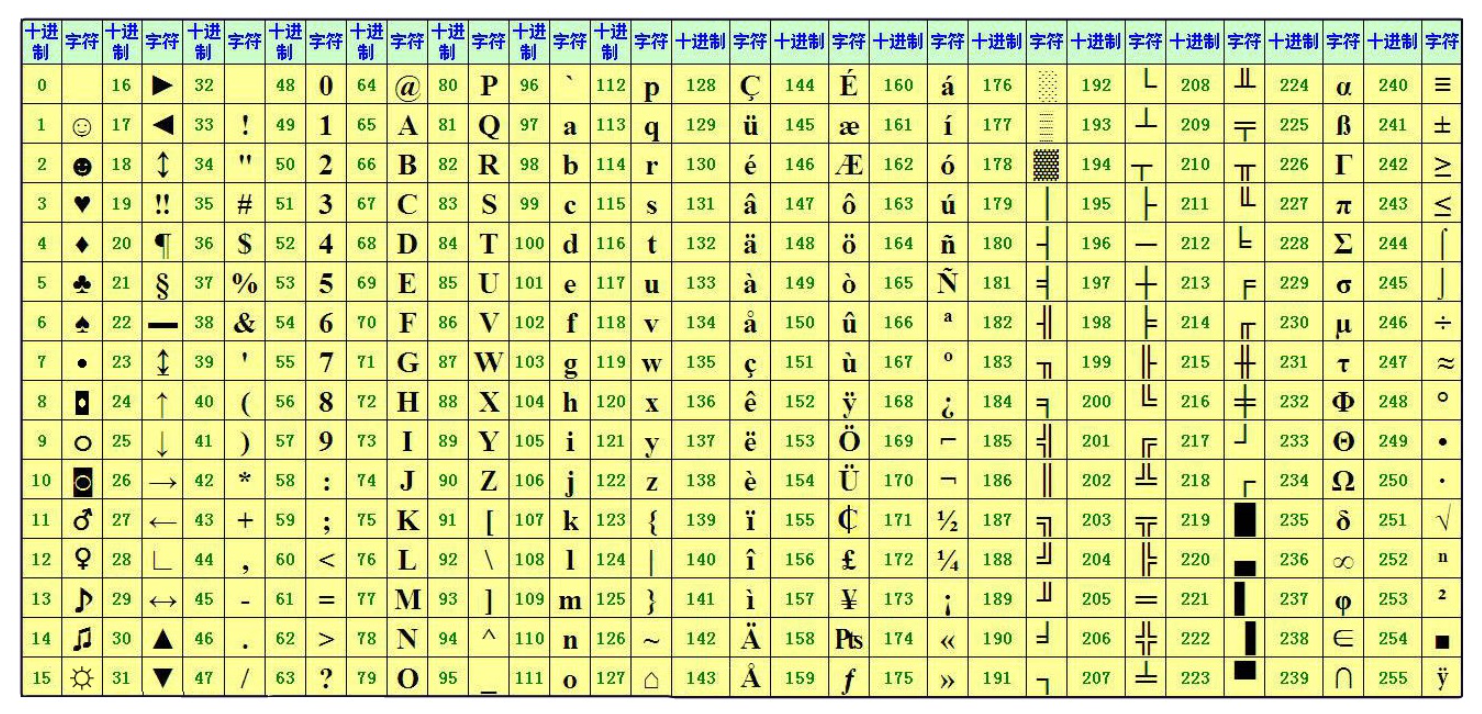 十进制 字符 十进制 字符 十进制 字符 十进制 字符 十进制 字符 十进制 字符 十进制 字符 十进制 字符 十进制 字符 十进制 字符 十进制 字符 十进制 字符 十进制 字符 十进制 字符 十进制 字符 十进制 字符
0 16 ► 32 48 0 64 @ 80 P 96 ` 112 p 128 Ç 144 É 160 á 176 ░ 192 └ 208 ╨ 224 α 240 ≡
1 ☺ 17 ◄ 33 ! 49 1 65 A 81 Q 97 a 113 q 129 ü 145 æ 161 í 177 ▒ 193 ┴ 209 ╤ 225 ß 241 ±
2 ☻ 18 ↕ 34 " 50 2 66 B 82 R 98 b 114 r 130 é 146 Æ 162 ó 178 ▓ 194 ┬ 210 ╥ 226 Γ 242 ≥
3 ♥ 19 ‼ 35 # 51 3 67 C 83 S 99 c 115 s 131 â 147 ô 163 ú 179 │ 195 ├ 211 ╙ 227 π 243 ≤
4 ♦ 20 ¶ 36 $ 52 4 68 D 84 T 100 d 116 t 132 ä 148 ö 164 ñ 180 ┤ 196 ─ 212 ╘ 228 Σ 244 ⌠
5 ♣ 21 § 37 % 53 5 69 E 85 U 101 e 117 u 133 à 149 ò 165 Ñ 181 ╡ 197 ┼ 213 ╒ 229 σ 245 ⌡
6 ♠ 22 ▬ 38 & 54 6 70 F 86 V 102 f 118 v 134 å 150 û 166 ª 182 ╢ 198 ╞ 214 ╓ 230 µ 246 ÷
7 • 23 ↨ 39 ' 55 7 71 G 87 W 103 g 119 w 135 ç 151 ù 167 º 183 ╖ 199 ╟ 215 ╫ 231 τ 247 ≈
8 ◘ 24 ↑ 40 ( 56 8 72 H 88 X 104 h 120 x 136 ê 152 ÿ 168 ¿ 184 ╕ 200 ╚ 216 ╪ 232 Φ 248 °
9 ○ 25 ↓ 41 ) 57 9 73 I 89 Y 105 i 121 y 137 ë 153 Ö 169 ⌐ 185 ╣ 201 ╔ 217 ┘ 233 Θ 249 •
10 ◙ 26 → 42 * 58 : 74 J 90 Z 106 j 122 z 138 è 154 Ü 170 ¬ 186 ║ 202 ╩ 218 ┌ 234 Ω 250 ·
11 ♂ 27 ← 43 + 59 ; 75 K 91 [ 107 k 123 { 139 ï 155 ₵ 171 ½ 187 ╗ 203 ╦ 219 █ 235 δ 251 √
12 ♀ 28 ∟ 44 , 60 < 76 L 92 \ 108 l 124 | 140 î 156 £ 172 ¼ 188 ╝ 204 ╠ 220 ▄ 236 ∞ 252 ⁿ
13 ♪ 29 ↔ 45 - 61 = 77 M 93 ] 109 m 125 } 141 ì 157 ¥ 173 ¡ 189 ╜ 205 ═ 221 ▌ 237 φ 253 ²
14 ♫ 30 ▲ 46 . 62 > 78 N 94 ^ 110 n 126 ~ 142 Ä 158 Pts 174 « 190 ╛ 206 ╬ 222 ▐ 238 ∈ 254 ■
15 ☼ 31 ▼ 47 / 63 ? 79 O 95 _ 111 o 127 ⌂ 143 Å 159 ƒ 175 » 191 ┐ 207 ╧ 223 ▀ 239 ∩ 255 ÿ